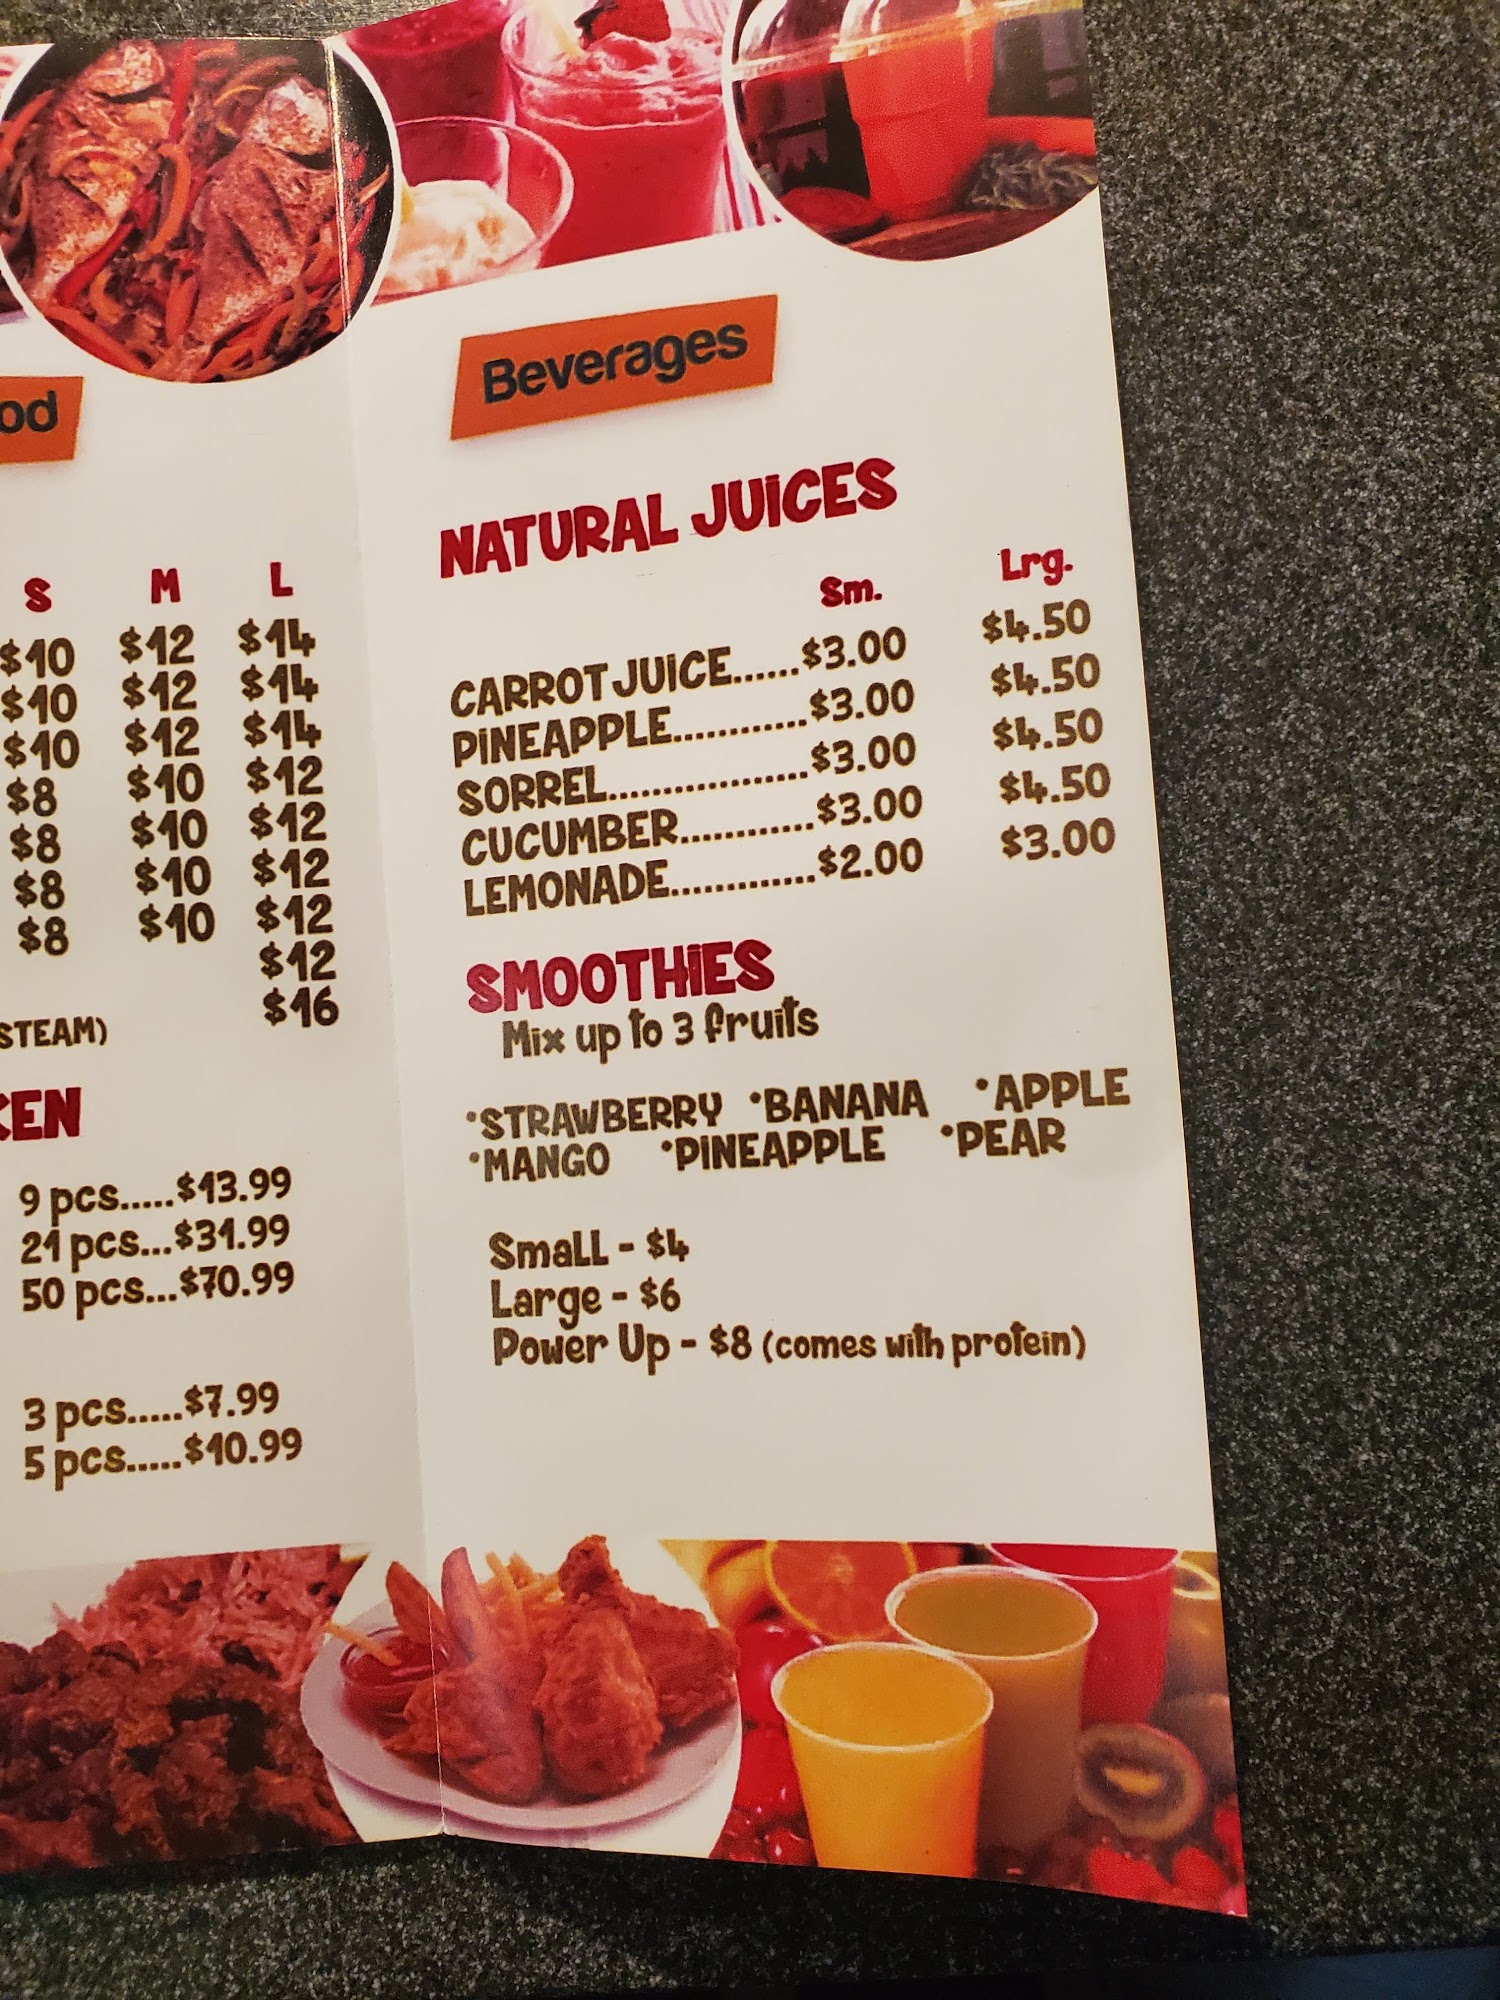 od
S M L
$10 $12 $14
$10 $12 $14
$10 $12 $14
$8 $10 $12
$8 $10 $12
$8 $10 $12
$8 $10 $12
$12
$16
STEAM)
KEN
9 pcs.....$13.99
21 pcs...$31.99
50 pcs...$70.99
3 pcs.....$7.99
5 pcs.....$10.99
Beverages
NATURAL JUICES
Sm. Lrg.
CARROT JUICE......$3.00 $4.50
PINEAPPLE............$3.00 $4.50
SORREL.................$3.00 $4.50
CUCUMBER............$3.00 $4.50
LEMONADE.............$2.00 $3.00
SMOOTHIES
Mix up to 3 fruits
•STRAWBERRY •BANANA •APPLE
•MANGO •PINEAPPLE •PEAR
Small - $4
Large - $6
Power Up - $8 (comes with protein)